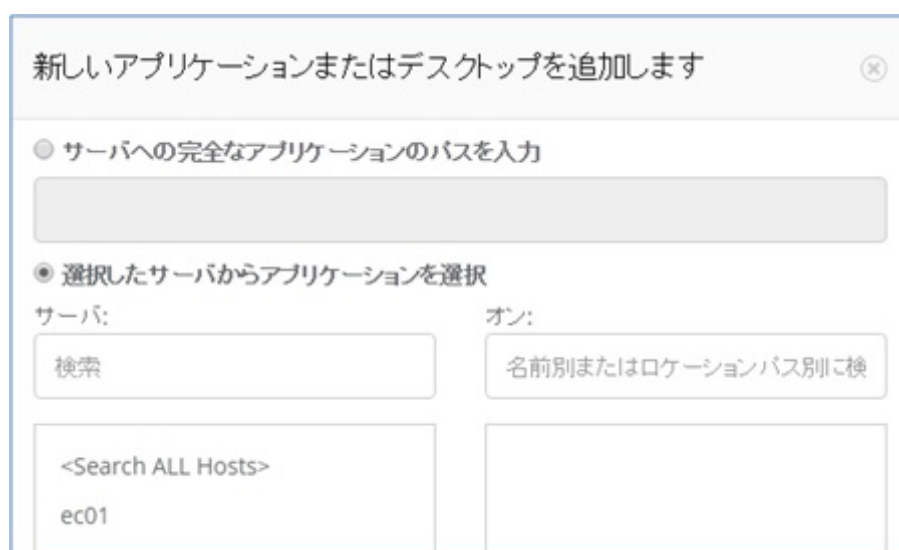 新しいアプリケーションまたはデスクトップを追加します
サーバへの完全なアプリケーションのパスを入力
選択したサーバからアプリケーションを選択
サーバ:
オン:
検索
名前別またはロケーションパス別に検
<Search ALL Hosts>
ec01